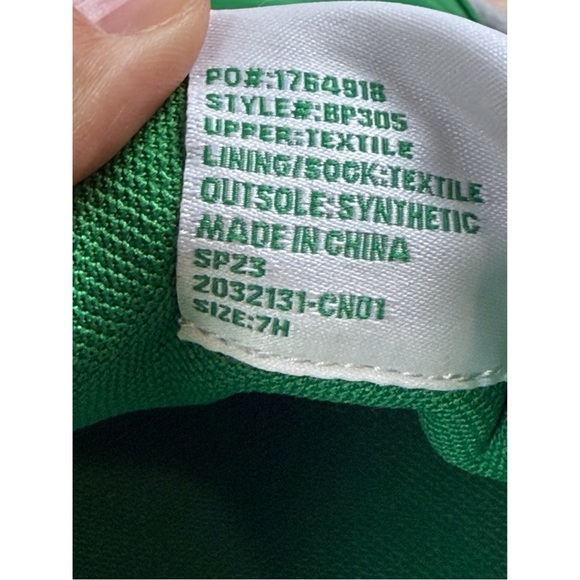 PO#:1764918
STYLE#:BP305
UPPER:TEXTILE
LINING/SOCK:TEXTILE
OUTSOLE:SYNTHETIC
MADE IN CHINA
SP23
2032131-CN01
SIZE:7H